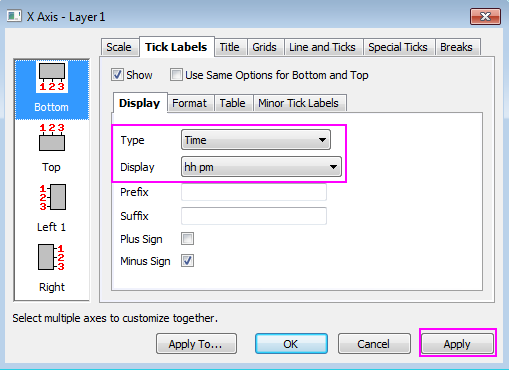 X Axis - Layer1
Scale Tick Labels Title Grids Line and Ticks Special Ticks Breaks
Show Use Same Options for Bottom and Top
1 2 3
Bottom
1 2 3
Top
3
2
1
Left 1
1
2
3
Right
Display Format Table Minor Tick Labels
Type Time
Display hh pm
Prefix
Suffix
Plus Sign
Minus Sign
Select multiple axes to customize together.
Apply To... OK Cancel Apply